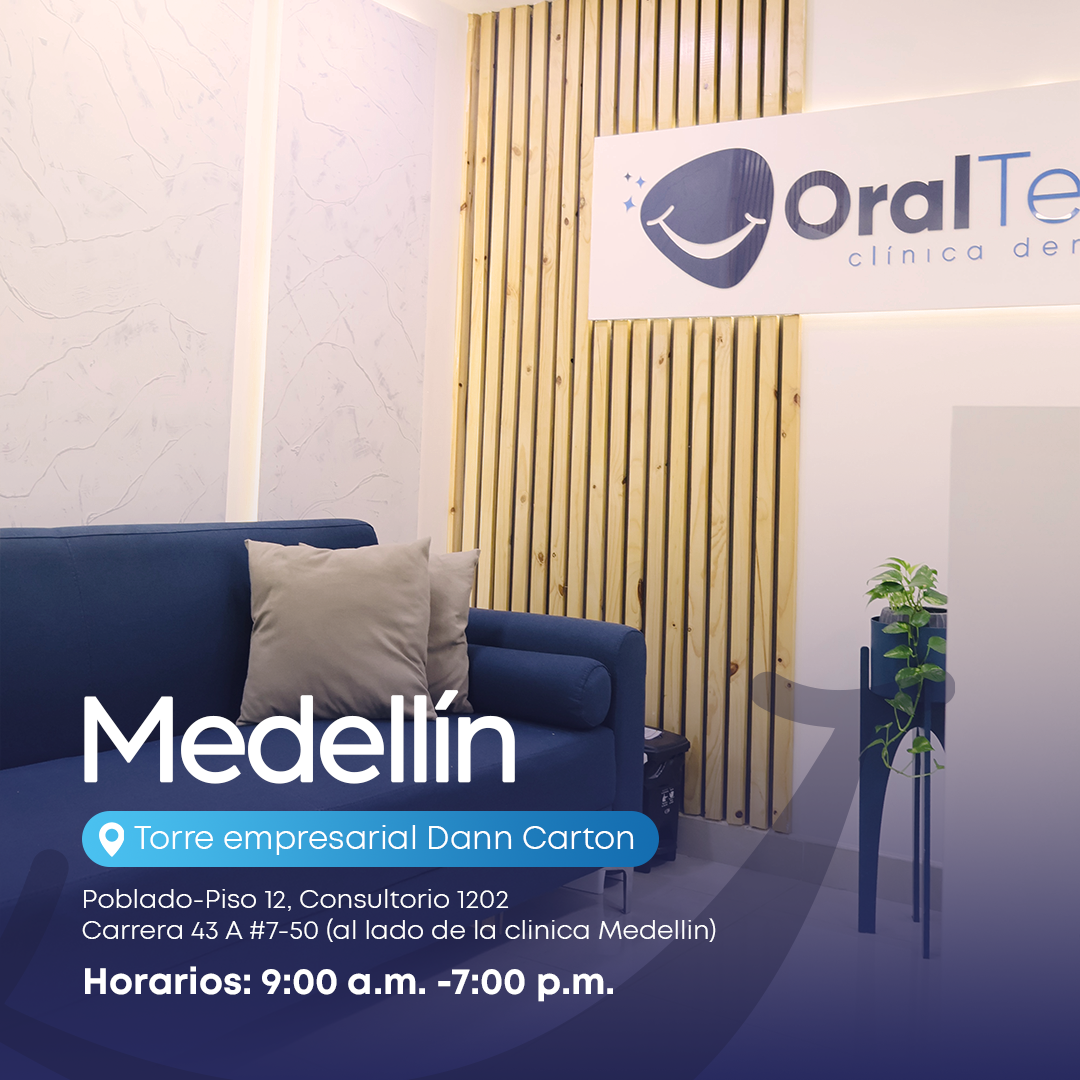 OralTe
clínica den
Medellín
Torre empresarial Dann Carton
Poblado-Piso 12, Consultorio 1202
Carrera 43 A #7-50 (al lado de la clinica Medellin)
Horarios: 9:00 a.m. -7:00 p.m.